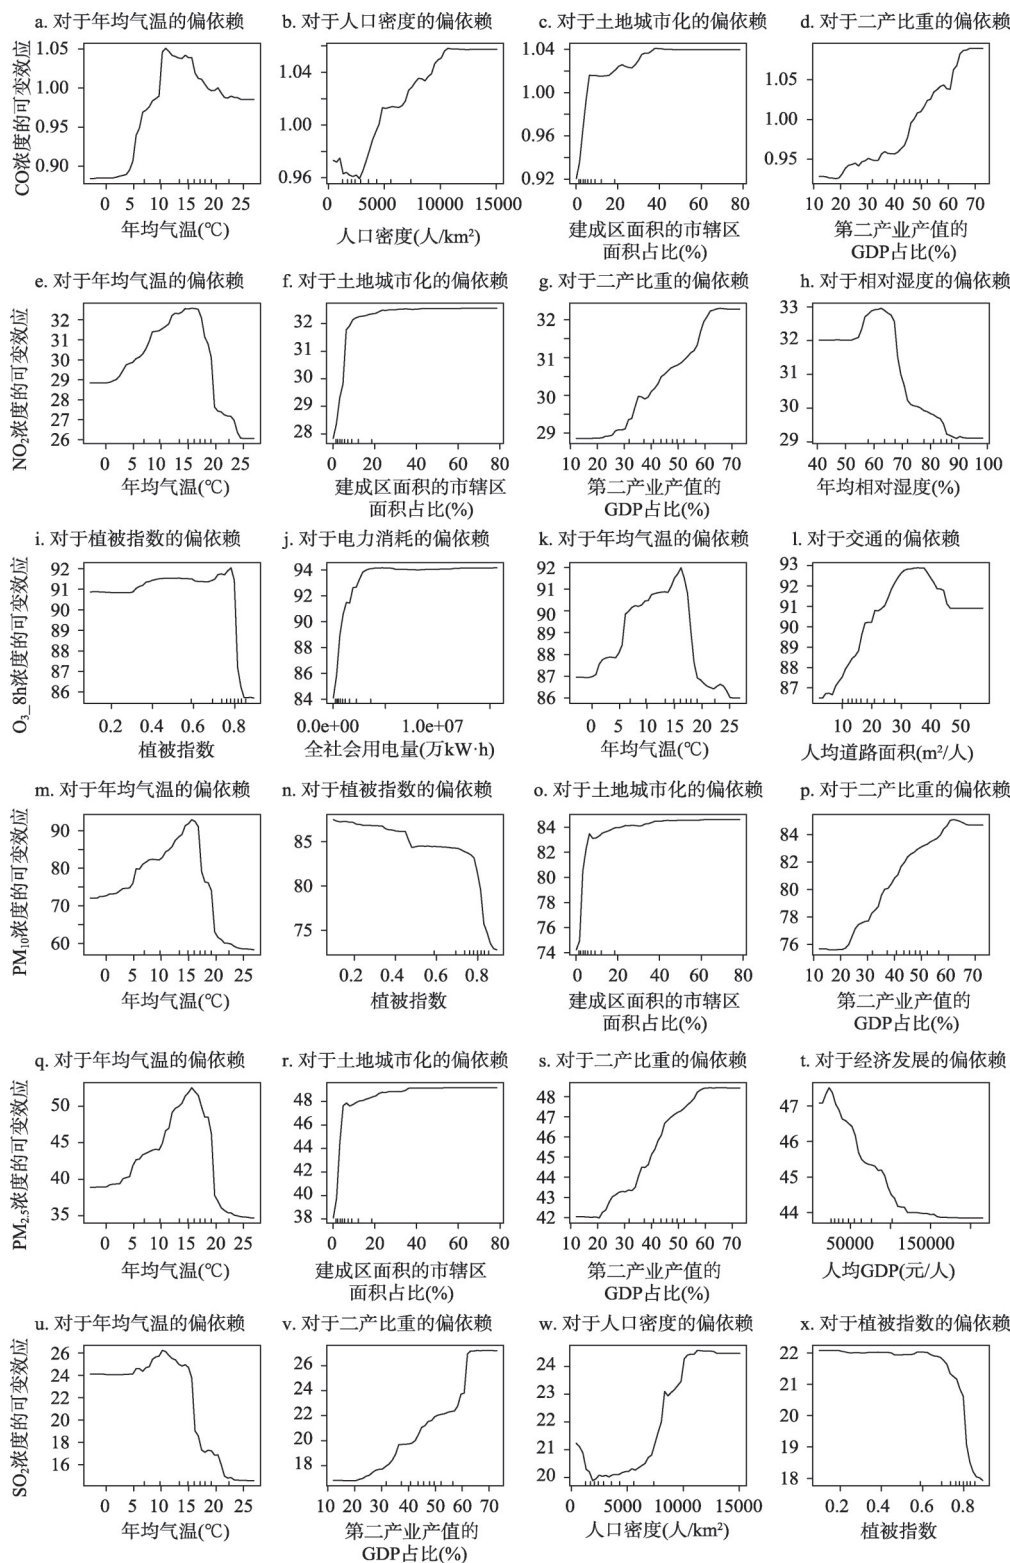 a. 对于年均气温的偏依赖
b. 对于人口密度的偏依赖
c. 对于土地城市化的偏依赖
d. 对于二产比重的偏依赖
CO浓度的可变效应
1.05
1.00
0.95
0.90
0 5 10 15 20 25
年均气温(℃)
1.04
1.00
0.96
0 5000 10000 15000
人口密度(人/km²)
1.04
1.00
0.96
0.92
0 20 40 60 80
建成区面积的市辖区
面积占比(%)
1.05
1.00
0.95
10 20 30 40 50 60 70
第二产业产值的
GDP占比(%)
e. 对于年均气温的偏依赖
f. 对于土地城市化的偏依赖
g. 对于二产比重的偏依赖
h. 对于相对湿度的偏依赖
NO₂浓度的可变效应
32
31
30
29
28
27
26
0 5 10 15 20 25
年均气温(℃)
32
31
30
29
28
0 20 40 60 80
建成区面积的市辖区
面积占比(%)
32
31
30
29
10 20 30 40 50 60 70
第二产业产值的
GDP占比(%)
33
32
31
30
29
40 50 60 70 80 90 100
年均相对湿度(%)
i. 对于植被指数的偏依赖
j. 对于电力消耗的偏依赖
k. 对于年均气温的偏依赖
l. 对于交通的偏依赖
O₃_8h浓度的可变效应
92
91
90
89
88
87
86
0.2 0.4 0.6 0.8
植被指数
94
92
90
88
86
84
0.0e+00 1.0e+07
全社会用电量(万kW·h)
92
91
90
89
88
87
86
0 5 10 15 20 25
年均气温(℃)
93
91
89
87
10 20 30 40 50
人均道路面积(m²/人)
m. 对于年均气温的偏依赖
n. 对于植被指数的偏依赖
o. 对于土地城市化的偏依赖
p. 对于二产比重的偏依赖
PM₁₀浓度的可变效应
90
80
70
60
0 5 10 15 20 25
年均气温(℃)
85
80
75
0.2 0.4 0.6 0.8
植被指数
84
82
80
78
76
74
0 20 40 60 80
建成区面积的市辖区
面积占比(%)
84
82
80
78
76
10 20 30 40 50 60 70
第二产业产值的
GDP占比(%)
q. 对于年均气温的偏依赖
r. 对于土地城市化的偏依赖
s. 对于二产比重的偏依赖
t. 对于经济发展的偏依赖
PM₂.₅浓度的可变效应
50
45
40
35
0 5 10 15 20 25
年均气温(℃)
48
46
44
42
40
38
0 20 40 60 80
建成区面积的市辖区
面积占比(%)
48
47
46
45
44
43
42
10 20 30 40 50 60 70
第二产业产值的
GDP占比(%)
47
46
45
44
50000 150000
人均GDP(元/人)
u. 对于年均气温的偏依赖
v. 对于二产比重的偏依赖
w. 对于人口密度的偏依赖
x. 对于植被指数的偏依赖
SO₂浓度的可变效应
26
24
22
20
18
16
0 5 10 15 20 25
年均气温(℃)
26
24
22
20
18
10 20 30 40 50 60 70
第二产业产值的
GDP占比(%)
24
23
22
21
20
0 5000 10000 15000
人口密度(人/km²)
22
21
20
19
18
0.2 0.4 0.6 0.8
植被指数